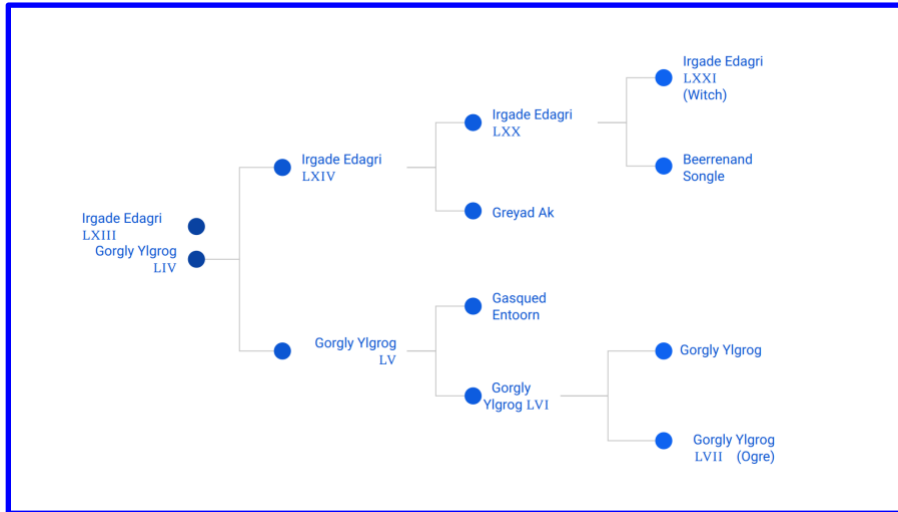 Irgade Edagri
LXIII
Gorgly Ylgrog
LIV
Irgade Edagri
LXIV
Gorgly Ylgrog
LV
Irgade Edagri
LXX
Greyad Ak
Gasqued
Entoorn
Gorgly
Ylgrog LVI
Irgade Edagri
LXXI
(Witch)
Beerrenand
Songle
Gorgly Ylgrog
Gorgly Ylgrog
LVII (Ogre)